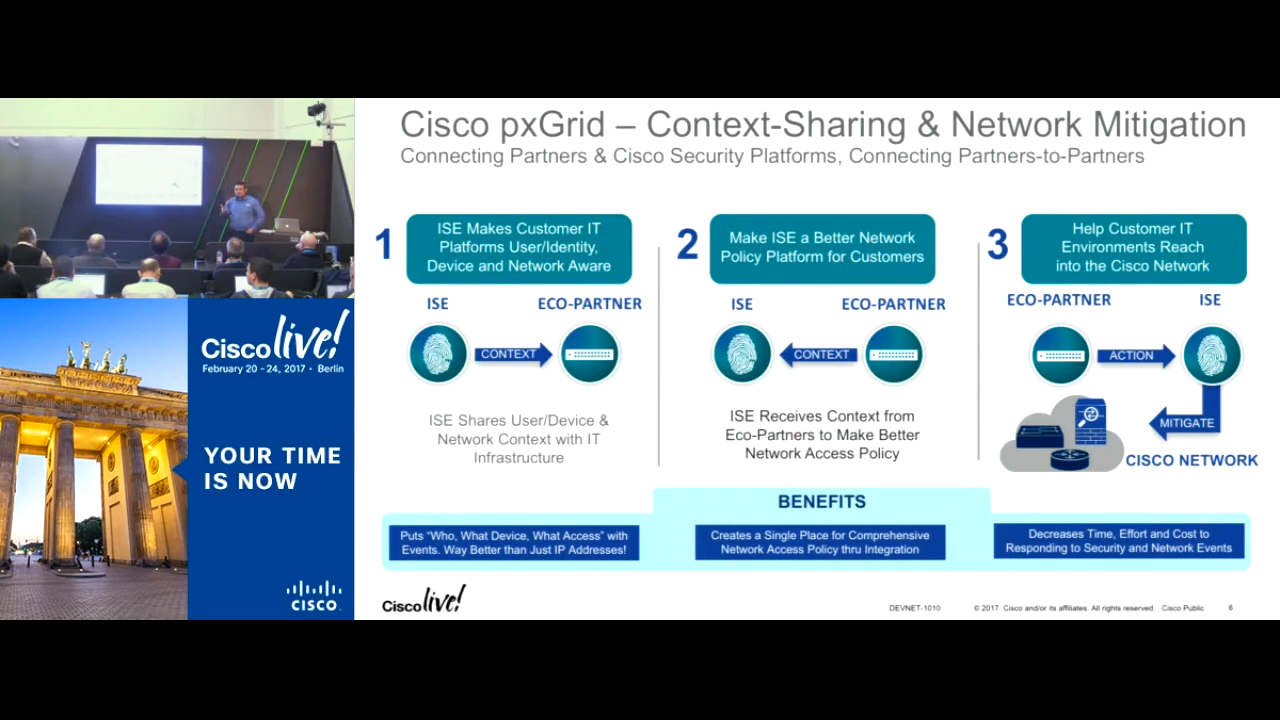 Cisco pxGrid – Context-Sharing & Network Mitigation
Connecting Partners & Cisco Security Platforms, Connecting Partners-to-Partners
1
ISE Makes Customer IT
Platforms User/Identity,
Device and Network Aware
ISE
ECO-PARTNER
CONTEXT
ISE Shares User/Device &
Network Context with IT
Infrastructure
2
Make ISE a Better Network
Policy Platform for Customers
ISE
ECO-PARTNER
CONTEXT
ISE Receives Context from
Eco-Partners to Make Better
Network Access Policy
3
Help Customer IT
Environments Reach
into the Cisco Network
ECO-PARTNER
ISE
ACTION
MITIGATE
CISCO NETWORK
BENEFITS
Puts “Who, What Device, What Access” with
Events. Way Better than Just IP Addresses!
Creates a Single Place for Comprehensive
Network Access Policy thru Integration
Decreases Time, Effort and Cost to
Responding to Security and Network Events
Cisco live!
DEVNET-1010
© 2017 Cisco and/or its affiliates. All rights reserved. Cisco Public
6
Cisco live!
February 20 - 24, 2017 · Berlin
YOUR TIME
IS NOW
CISCO